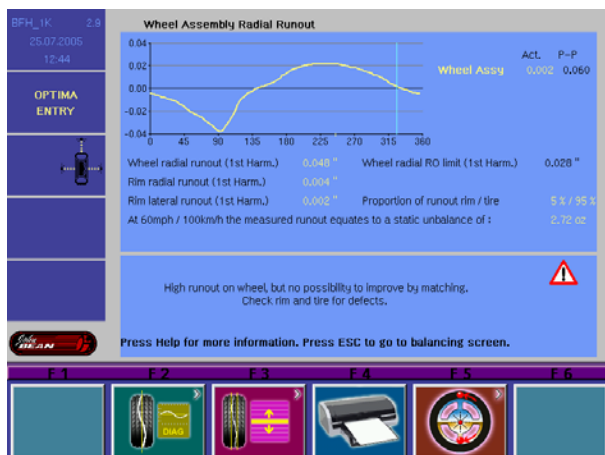 BFH_1K 2.9
25.07.2005
12:44
OPTIMA
ENTRY
Wheel Assembly Radial Runout
0.04
0.02
0.00
-0.02
-0.04
0 45 90 135 180 225 270 315 360
Act. P-P
Wheel Assy 0.002 0.060
Wheel radial runout (1st Harm.) 0.048 " Wheel radial RO limit (1st Harm.) 0.028 "
Rim radial runout (1st Harm.) 0.004 "
Rim lateral runout (1st Harm.) 0.002 " Proportion of runout rim / tire 5 % / 95 %
At 60mph / 100km/h the measured runout equates to a static unbalance of : 2.72 oz
High runout on wheel, but no possibility to improve by matching.
Check rim and tire for defects.
Press Help for more information. Press ESC to go to balancing screen.
John
BEAN
F 1 F 2 F 3 F 4 F 5 F 6
DIAG